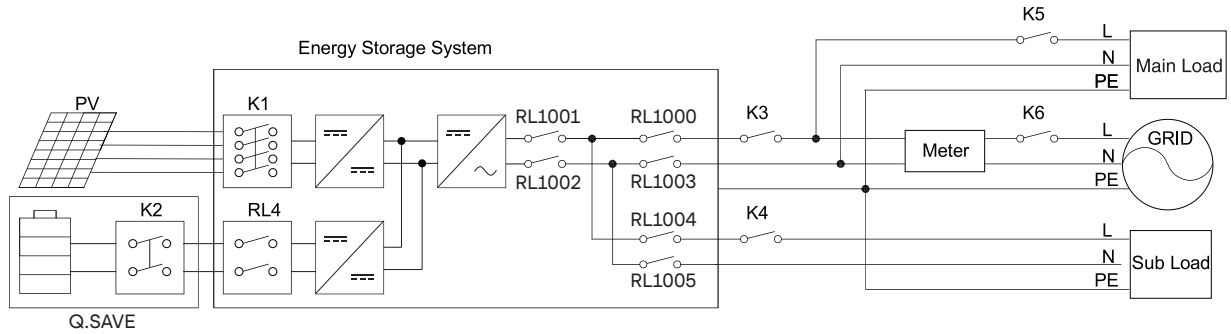 K5
L
Energy Storage System
N
Main Load
PE
PV
K1
RL1001
RL1000
K3
K6
L
GRID
Meter
N
RL1002
RL1003
PE
K2
RL4
RL1004
K4
L
N
Sub Load
RL1005
PE
Q.SAVE